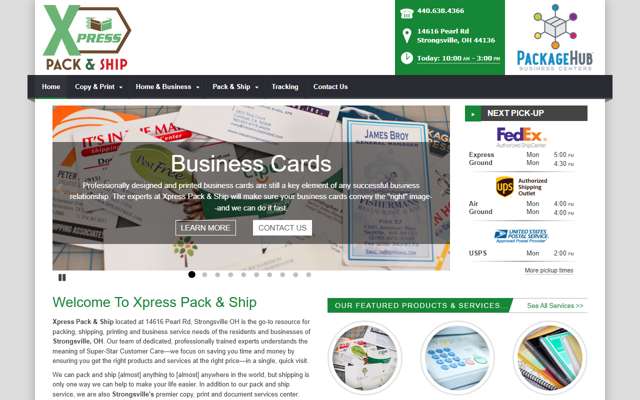 XPRESS
PACK & SHIP
440.638.4366
14616 Pearl Rd
Strongsville, OH 44136
Today: 10:00 AM - 3:00 PM
PACKAGEHUB
BUSINESS CENTERS
Home
Copy & Print
Home & Business
Pack & Ship
Tracking
Contact Us
IT'S IN THE MAIL
JAMES BROY
GENERAL MANAGER
Business Cards
Professionally designed and printed business cards are still a key element of any successful business
relationship. The experts at Xpress Pack & Ship will make sure your business cards convey the "right" image-
-and we can do it fast.
LEARN MORE
CONTACT US
NEXT PICK-UP
FedEx
Authorized ShipCenter
Express Mon 5:00 PM
Ground Mon 4:30 PM
ups
Authorized
Shipping
Outlet
Air Mon 4:00 PM
Ground Mon 4:00 PM
UNITED STATES
POSTAL SERVICE
Approved Postal Provider
USPS Mon 2:00 PM
More pickup times
Welcome To Xpress Pack & Ship
Xpress Pack & Ship located at 14616 Pearl Rd, Strongsville OH is the go-to resource for
packing, shipping, printing and business service needs of the residents and businesses of
Strongsville, OH. Our team of dedicated, professionally trained experts understands the
meaning of Super-Star Customer Care—we focus on saving you time and money by
ensuring you get the right products and services at the right price—in a single, quick visit.
We can pack and ship [almost] anything to [almost] anywhere in the world, but shipping is
only one way we can help to make your life easier. In addition to our pack and ship
service, we are also Strongsville's premier copy, print and document services center.
OUR FEATURED PRODUCTS & SERVICES...
See All Services >>